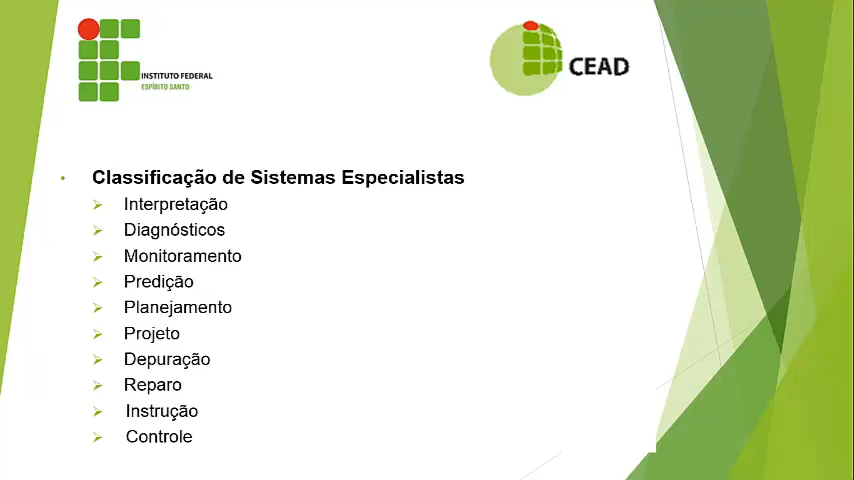 INSTITUTO FEDERAL
ESPÍRITO SANTO
CEAD
• Classificação de Sistemas Especialistas
➢ Interpretação
➢ Diagnósticos
➢ Monitoramento
➢ Predição
➢ Planejamento
➢ Projeto
➢ Depuração
➢ Reparo
➢ Instrução
➢ Controle